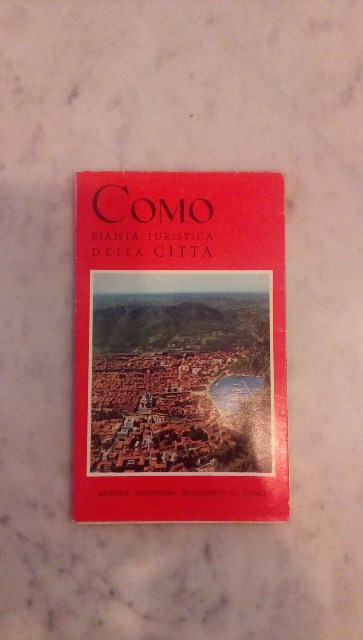 COMO
PIANTA TURISTICA
DELLA CITTÀ
AZIENDA AUTONOMA SOGGIORNO DI COMO